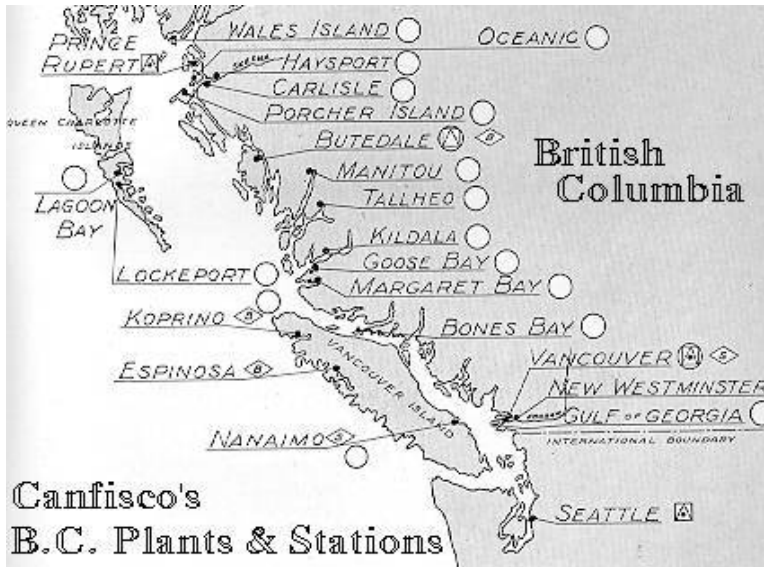 WALES ISLAND
OCEANIC
PRINCE
RUPERT
HAYSPORT
SKEENA
CARLISLE
PORCHER ISLAND
QUEEN CHARLOTTE
ISLANDS
BUTEDALE B
British
Columbia
MANITOU
TALLHEO
LAGOON
BAY
KILDALA
GOOSE BAY
LOCKEPORT
MARGARET BAY
KOPRINO B
BONES BAY
VANCOUVER ISLAND
VANCOUVER S
ESPINOSA B
NEW WESTMINSTER
FRASER
GULF OF GEORGIA
NANAIMO S
INTERNATIONAL BOUNDARY
Canfisco's
B.C. Plants & Stations
SEATTLE